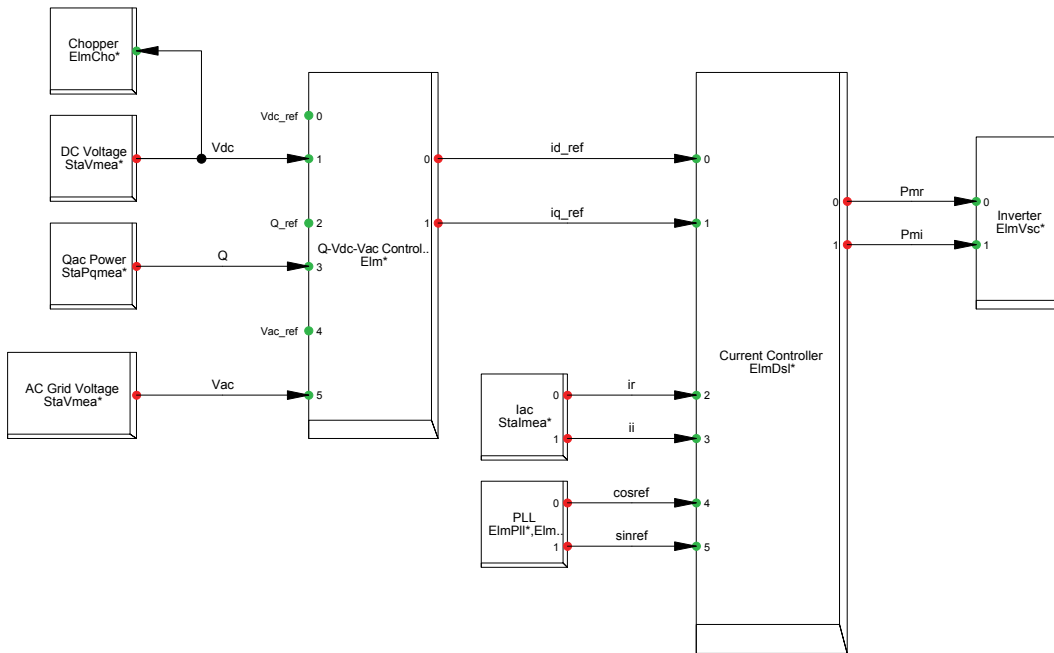 Chopper
ElmCho*
DC Voltage
StaVmea*
Vdc
Qac Power
StaPqmea*
Q
AC Grid Voltage
StaVmea*
Vac
Vdc_ref
0
1
Q_ref
2
3
Vac_ref
4
5
Q-Vdc-Vac Control..
Elm*
0
1
id_ref
iq_ref
Iac
StaImea*
0
1
ir
ii
PLL
ElmPll*,Elm..
0
1
cosref
sinref
0
1
2
3
4
5
Current Controller
ElmDsl*
0
1
Pmr
Pmi
0
1
Inverter
ElmVsc*